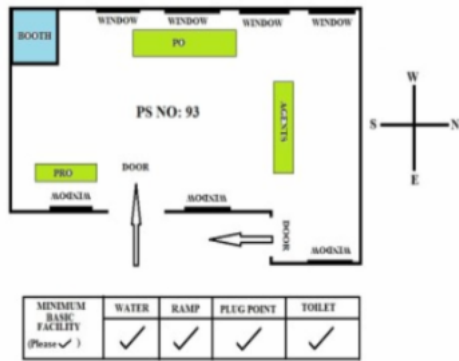 WINDOW WINDOW WINDOW WINDOW
BOOTH
PO
W
PS NO: 93
AGENTS
S N
DOOR
E
PRO
WINDOW WINDOW
DOOR
WINDOW
MINIMUM BASIC FACILITY (Please ✓) WATER RAMP PLUG POINT TOILET
✓ ✓ ✓ ✓